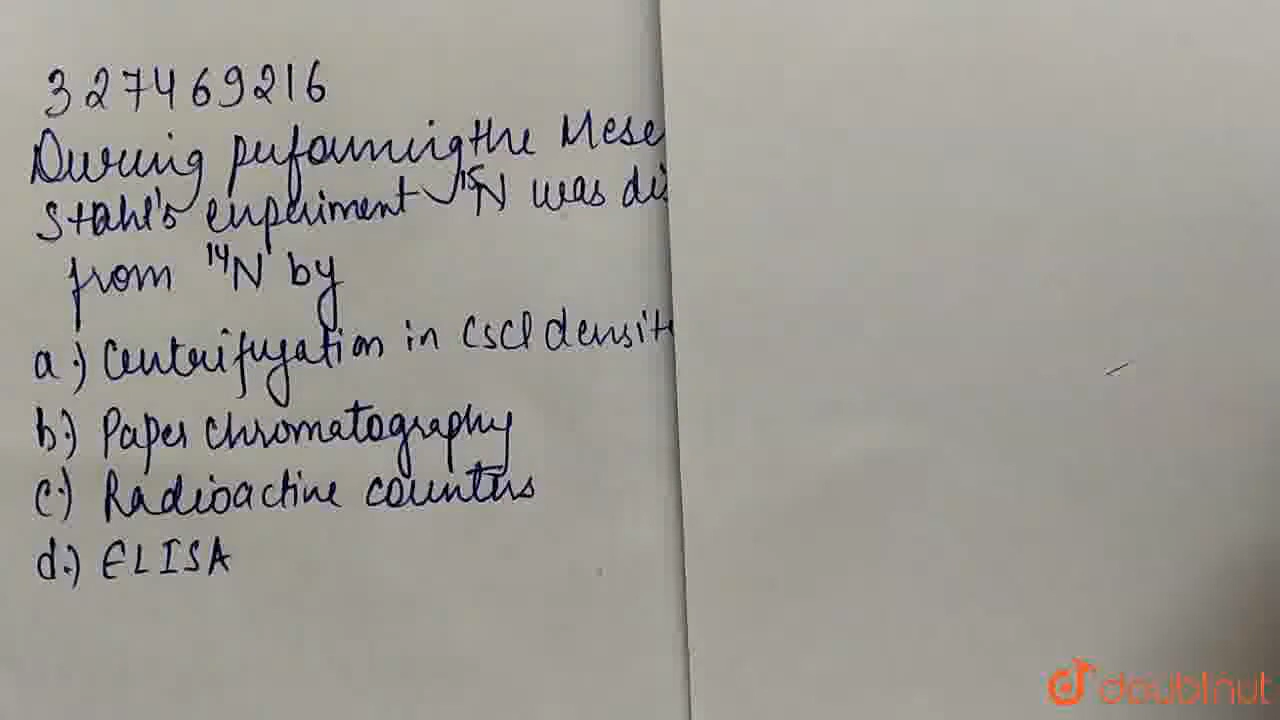 327469216
During performing the Mese
Stahl's experiment 15N was dis
from 14N by
a.) Centrifugation in CsCl densit
b.) Paper chromatography
c.) Radioactive counters
d.) ELISA
doubtnut